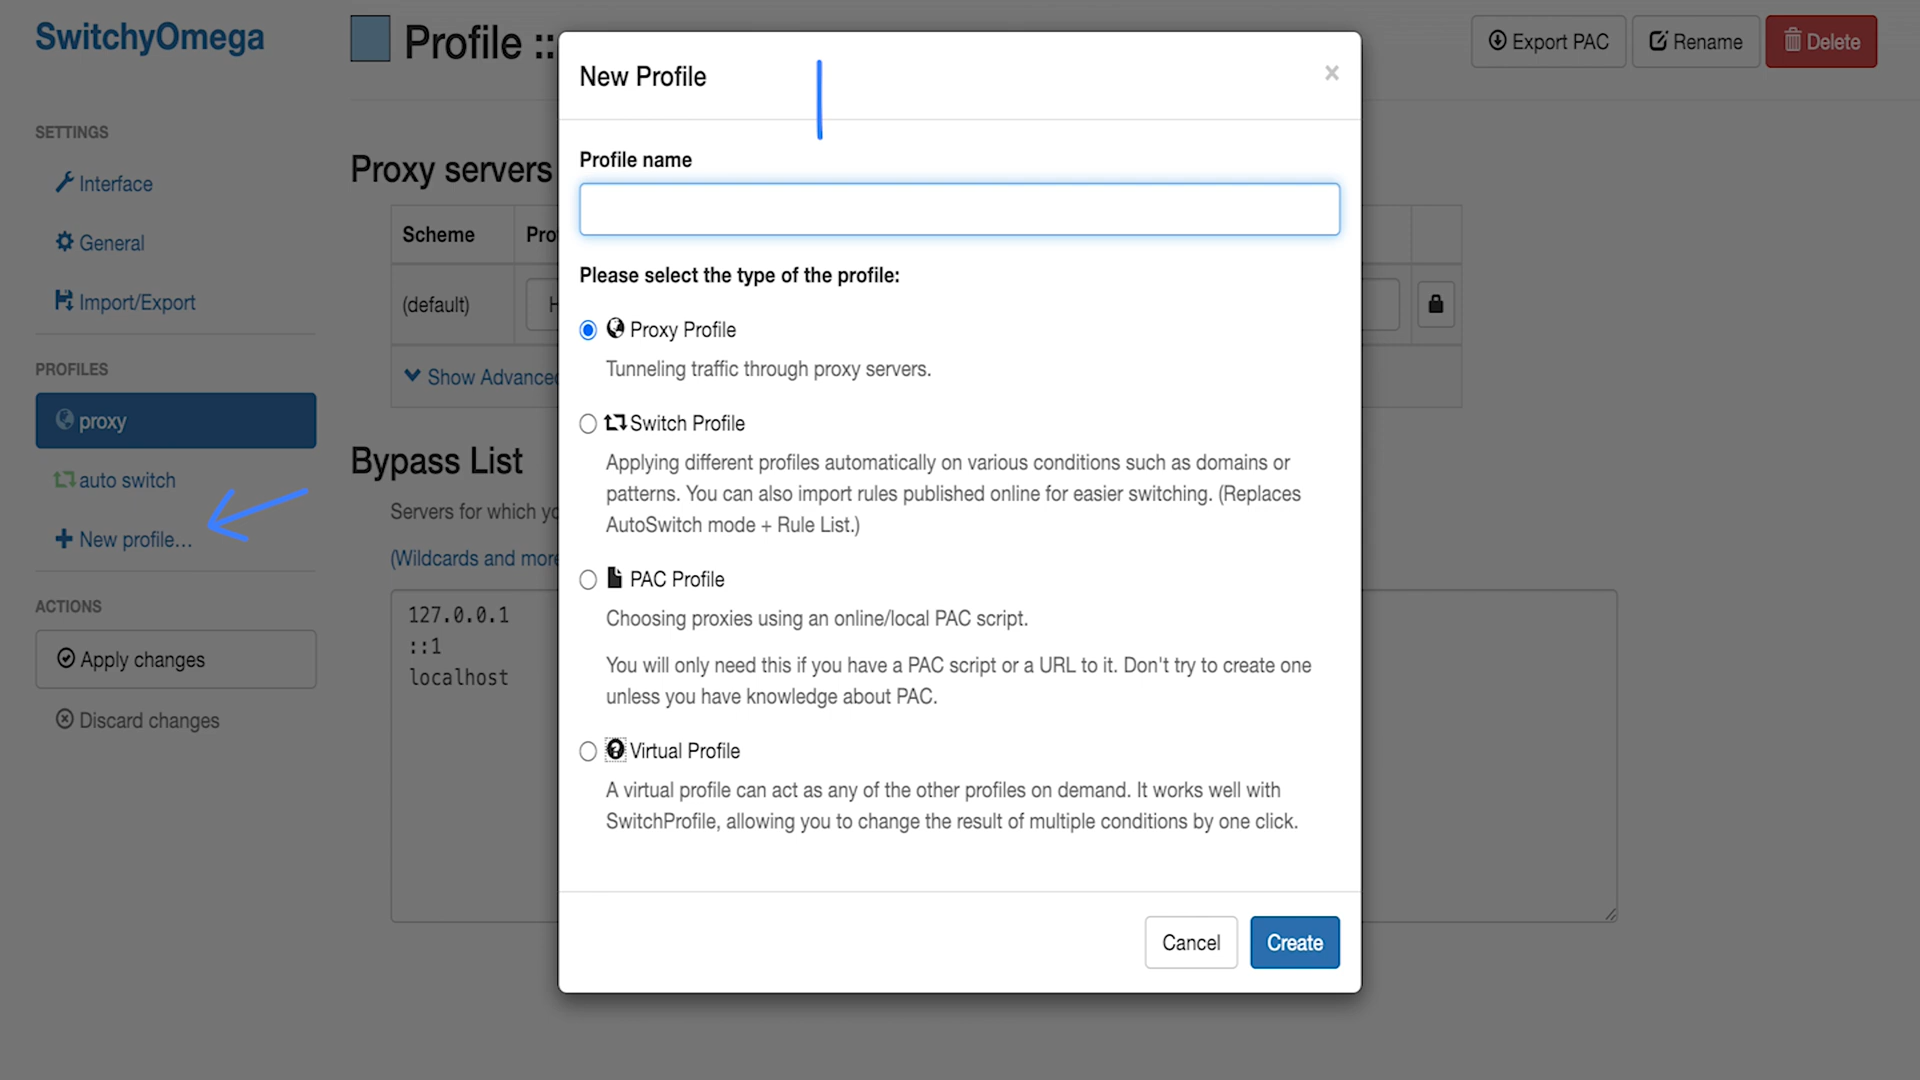 SwitchyOmega
Profile ::
Export PAC
Rename
Delete
SETTINGS
Interface
General
Import/Export
PROFILES
proxy
auto switch
New profile...
ACTIONS
Apply changes
Discard changes
Proxy servers
Scheme
(default)
Show Advanced
Bypass List
Servers for which yo
(Wildcards and more
127.0.0.1
::1
localhost
New Profile
×
Profile name
Please select the type of the profile:
Proxy Profile
Tunneling traffic through proxy servers.
Switch Profile
Applying different profiles automatically on various conditions such as domains or
patterns. You can also import rules published online for easier switching. (Replaces
AutoSwitch mode + Rule List.)
PAC Profile
Choosing proxies using an online/local PAC script.
You will only need this if you have a PAC script or a URL to it. Don't try to create one
unless you have knowledge about PAC.
Virtual Profile
A virtual profile can act as any of the other profiles on demand. It works well with
SwitchProfile, allowing you to change the result of multiple conditions by one click.
Cancel
Create